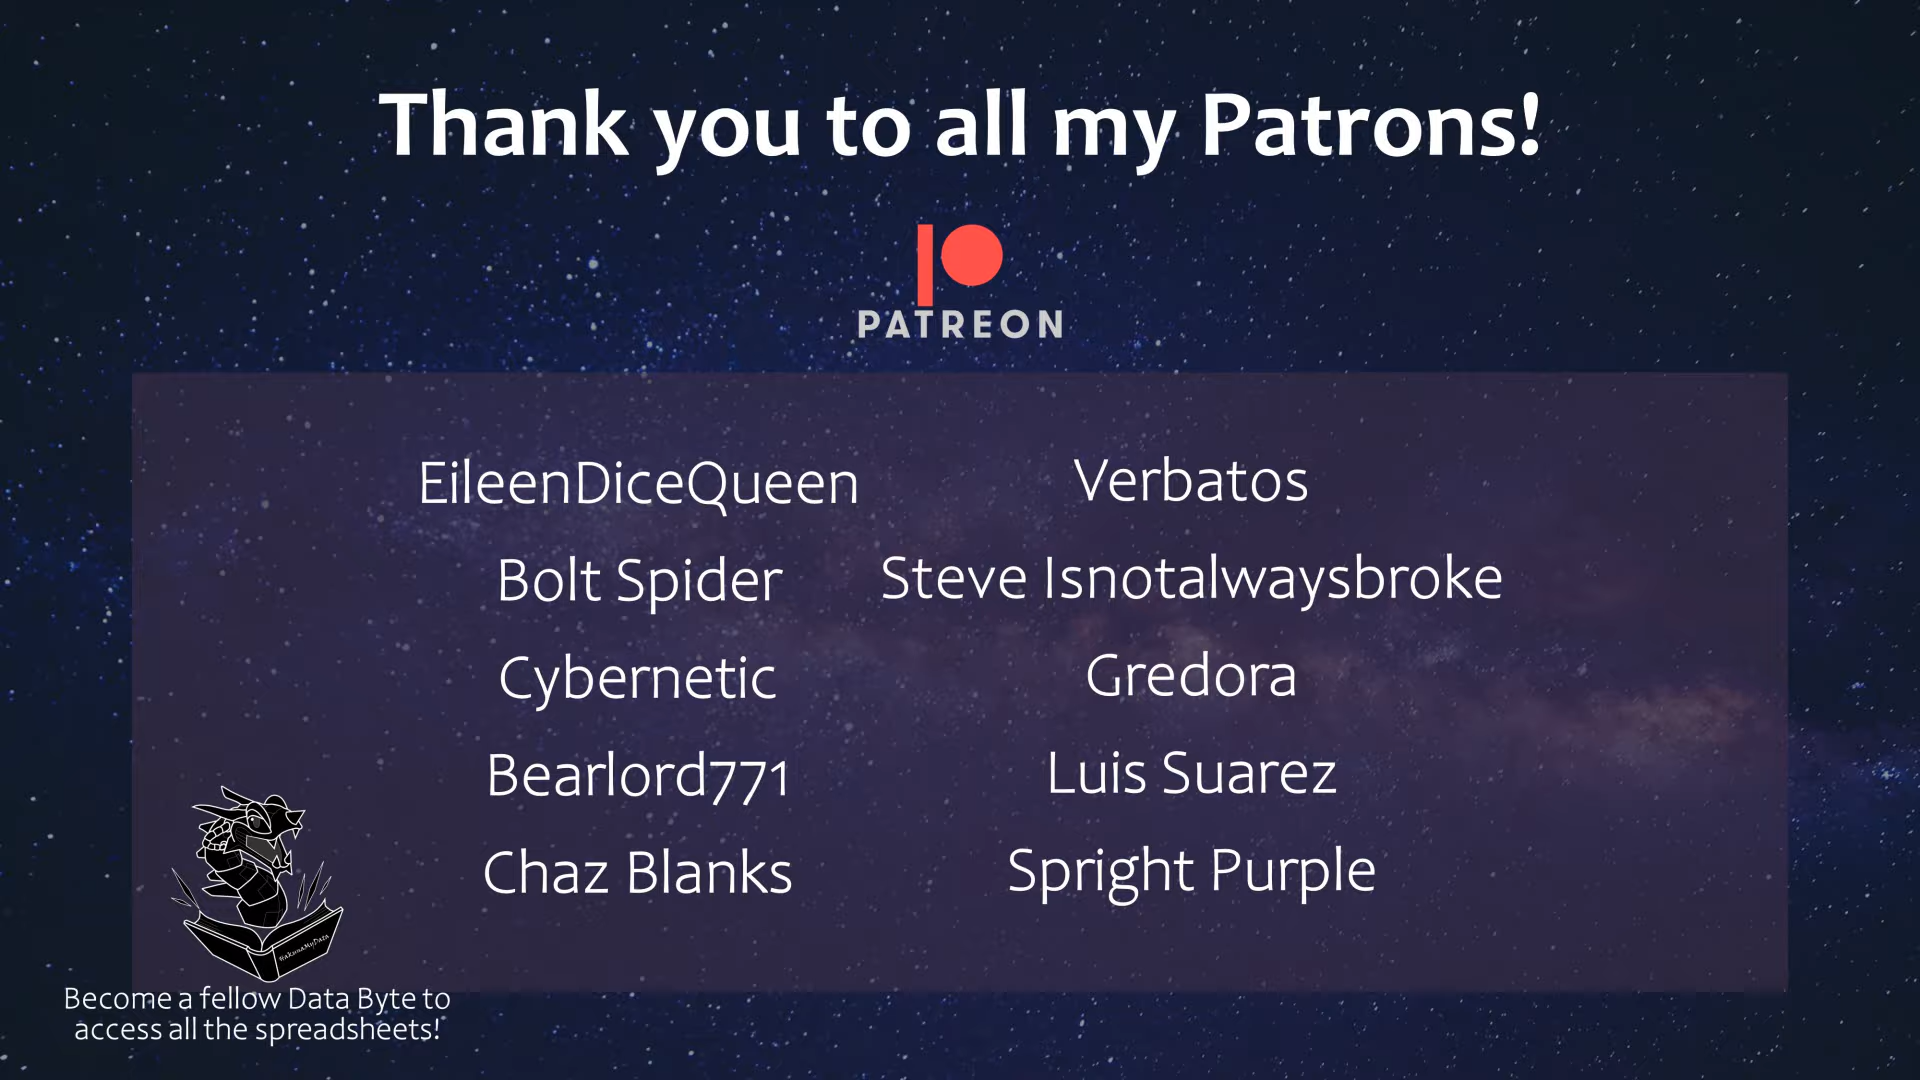 Thank you to all my Patrons!
PATREON
EileenDiceQueen
Bolt Spider
Cybernetic
Bearlord771
Chaz Blanks
Verbatos
Steve Isnotalwaysbroke
Gredora
Luis Suarez
Spright Purple
HakunaMyData
Become a fellow Data Byte to
access all the spreadsheets!